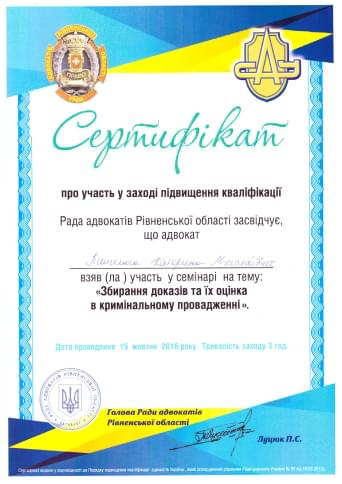 Сертифікат
про участь у заході підвищення кваліфікації
Рада адвокатів Рівненської області засвідчує,
що адвокат
Катерина
взяв (ла ) участь у семінарі на тему:
«Збирання доказів та їх оцінка
в кримінальному провадженні».
Дата проведення 15 жовтня 2016 року. Тривалість заходу 3 год.
Голова Ради адвокатів
Рівненської області
Луцюк П.С.